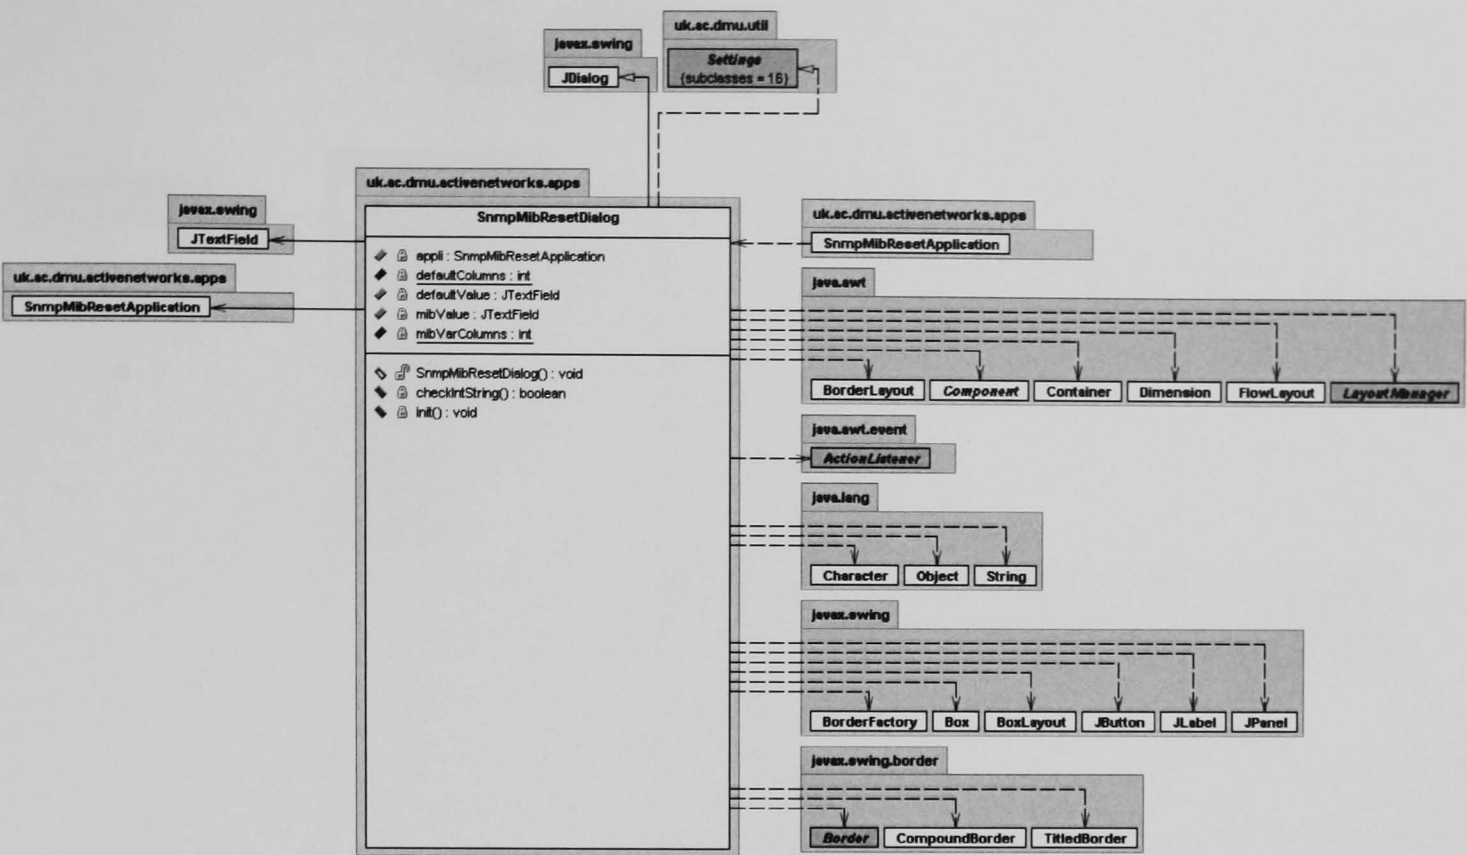 uk.ac.dmu.util
javax.swing
Settings
{subclasses = 16}
JDialog
uk.ac.dmu.activenetworks.apps
SnmpMibResetDialog
javax.swing
JTextField
uk.ac.dmu.activenetworks.apps
SnmpMibResetApplication
appli : SnmpMibResetApplication
defaultColumns : int
defaultValue : JTextField
mibValue : JTextField
mibVarColumns : int
SnmpMibResetDialog() : void
checkIntString() : boolean
init() : void
uk.ac.dmu.activenetworks.apps
SnmpMibResetApplication
java.awt
BorderLayout Component Container Dimension FlowLayout LayoutManager
java.awt.event
ActionListener
java.lang
Character Object String
javax.swing
BorderFactory Box BoxLayout JButton JLabel JPanel
javax.swing.border
Border CompoundBorder TitledBorder